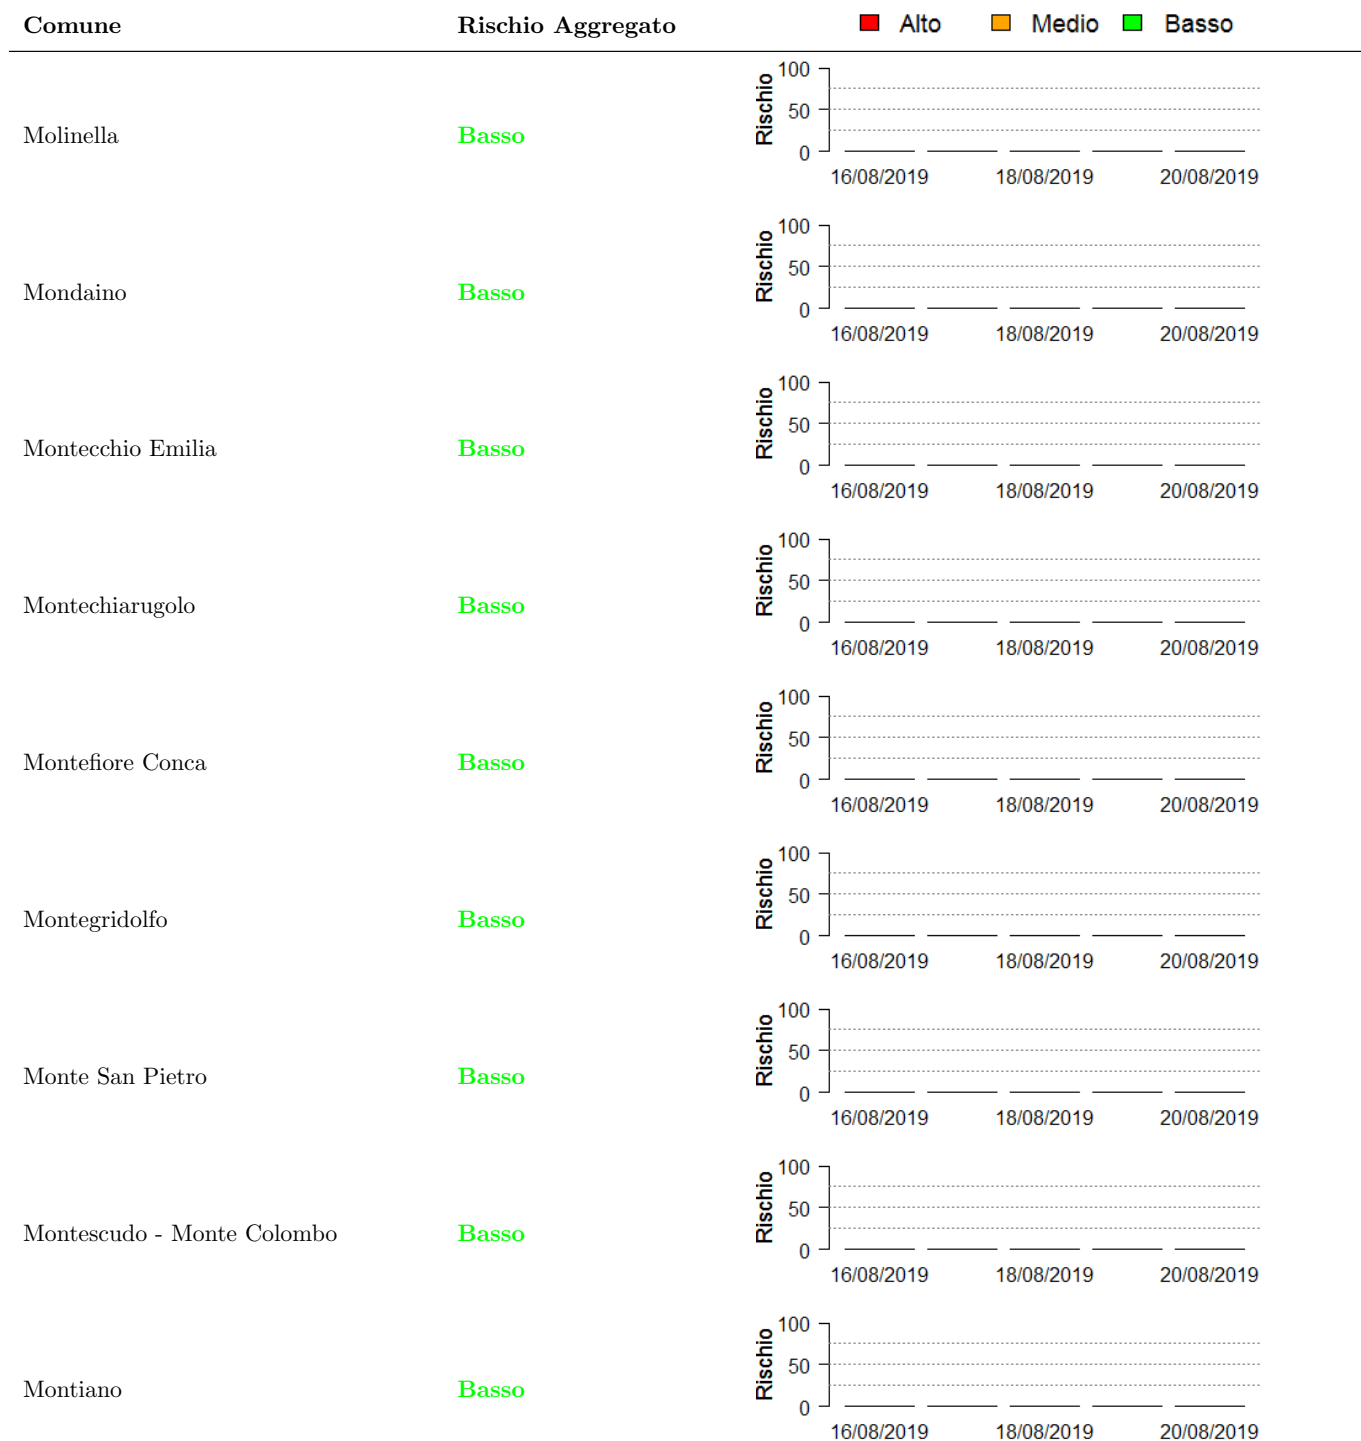 Comune Rischio Aggregato Alto Medio Basso
Molinella Basso
Rischio
100
50
0
16/08/2019 18/08/2019 20/08/2019
Mondaino Basso
Rischio
100
50
0
16/08/2019 18/08/2019 20/08/2019
Montecchio Emilia Basso
Rischio
100
50
0
16/08/2019 18/08/2019 20/08/2019
Montechiarugolo Basso
Rischio
100
50
0
16/08/2019 18/08/2019 20/08/2019
Montefiore Conca Basso
Rischio
100
50
0
16/08/2019 18/08/2019 20/08/2019
Montegridolfo Basso
Rischio
100
50
0
16/08/2019 18/08/2019 20/08/2019
Monte San Pietro Basso
Rischio
100
50
0
16/08/2019 18/08/2019 20/08/2019
Montescudo - Monte Colombo Basso
Rischio
100
50
0
16/08/2019 18/08/2019 20/08/2019
Montiano Basso
Rischio
100
50
0
16/08/2019 18/08/2019 20/08/2019